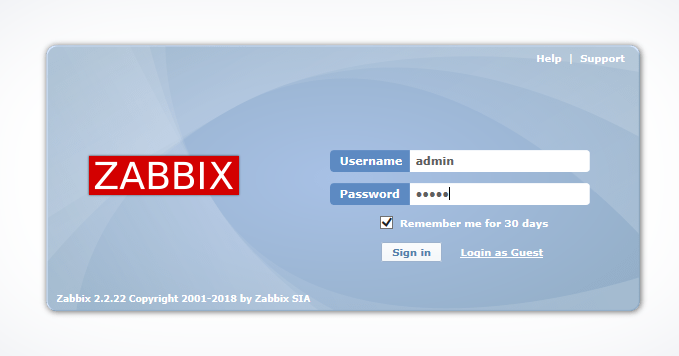 Help | Support
ZABBIX
Username admin
Password •••••
Remember me for 30 days
Sign in Login as Guest
Zabbix 2.2.22 Copyright 2001-2018 by Zabbix SIA